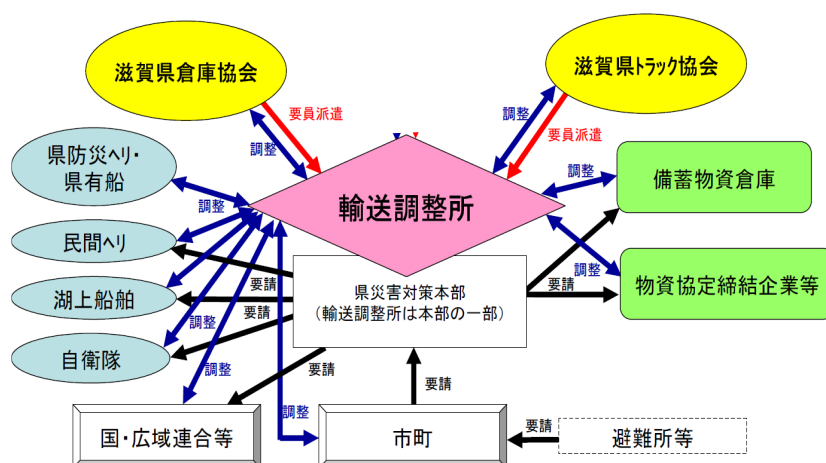 滋賀県倉庫協会
滋賀県トラック協会
要員派遣
調整
調整
要員派遣
県防災ヘリ・
県有船
調整
輸送調整所
調整
備蓄物資倉庫
民間ヘリ
湖上船舶
自衛隊
要請
要請
調整
調整
要請
県災害対策本部
（輸送調整所は本部の一部）
要請
調整
要請
物資協定締結企業等
要請
調整
国・広域連合等
市町
要請
避難所等